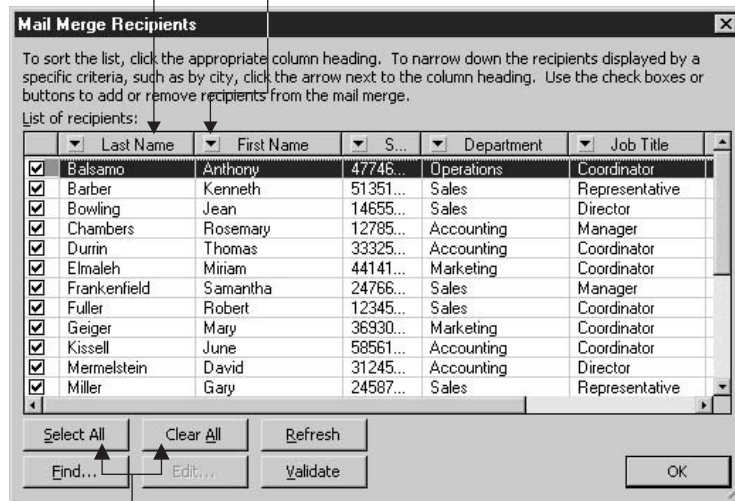 Mail Merge Recipients
To sort the list, click the appropriate column heading. To narrow down the recipients displayed by a
specific criteria, such as by city, click the arrow next to the column heading. Use the check boxes or
buttons to add or remove recipients from the mail merge.
List of recipients:
Last Name First Name S... Department Job Title
Balsamo Anthony 47746... Operations Coordinator
Barber Kenneth 51351... Sales Representative
Bowling Jean 14655... Sales Director
Chambers Rosemary 12785... Accounting Manager
Durrin Thomas 33325... Accounting Coordinator
Elmaleh Miriam 44141... Marketing Coordinator
Frankenfield Samantha 24766... Sales Manager
Fuller Robert 12345... Sales Coordinator
Geiger Mary 36930... Marketing Coordinator
Kissell June 58561... Accounting Coordinator
Mermelstein David 31245... Accounting Director
Miller Gary 24587... Sales Representative
Select All Clear All Refresh
Find... Edit... Validate OK